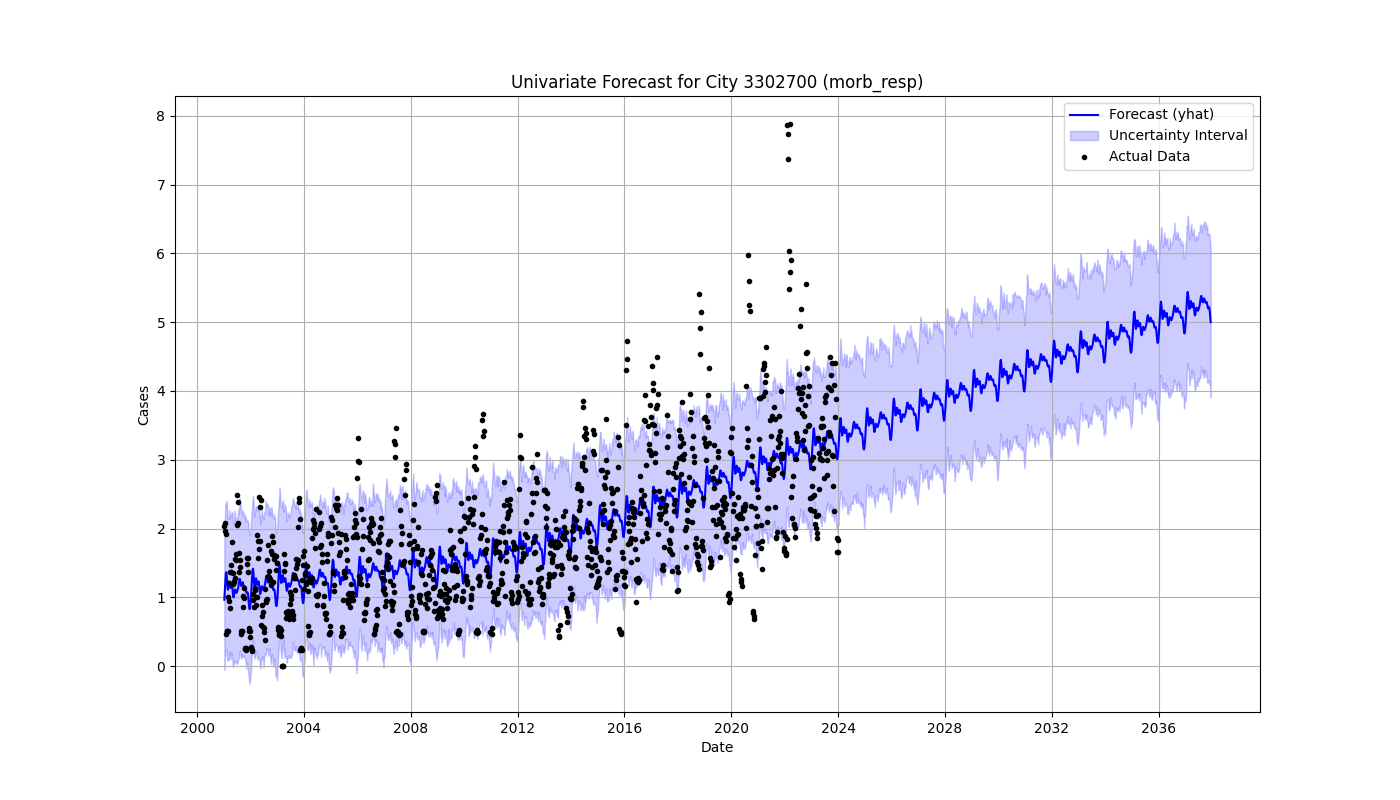 Univariate Forecast for City 3302700 (morb_resp)
Forecast (yhat)
Uncertainty Interval
Actual Data
Cases
8
7
6
5
4
3
2
1
0
2000 2004 2008 2012 2016 2020 2024 2028 2032 2036
Date